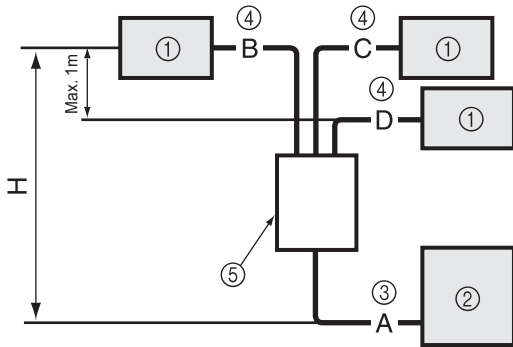 ④ ④
① B C ①
Max. 1m
④
D ①
H
⑤
③
A ②